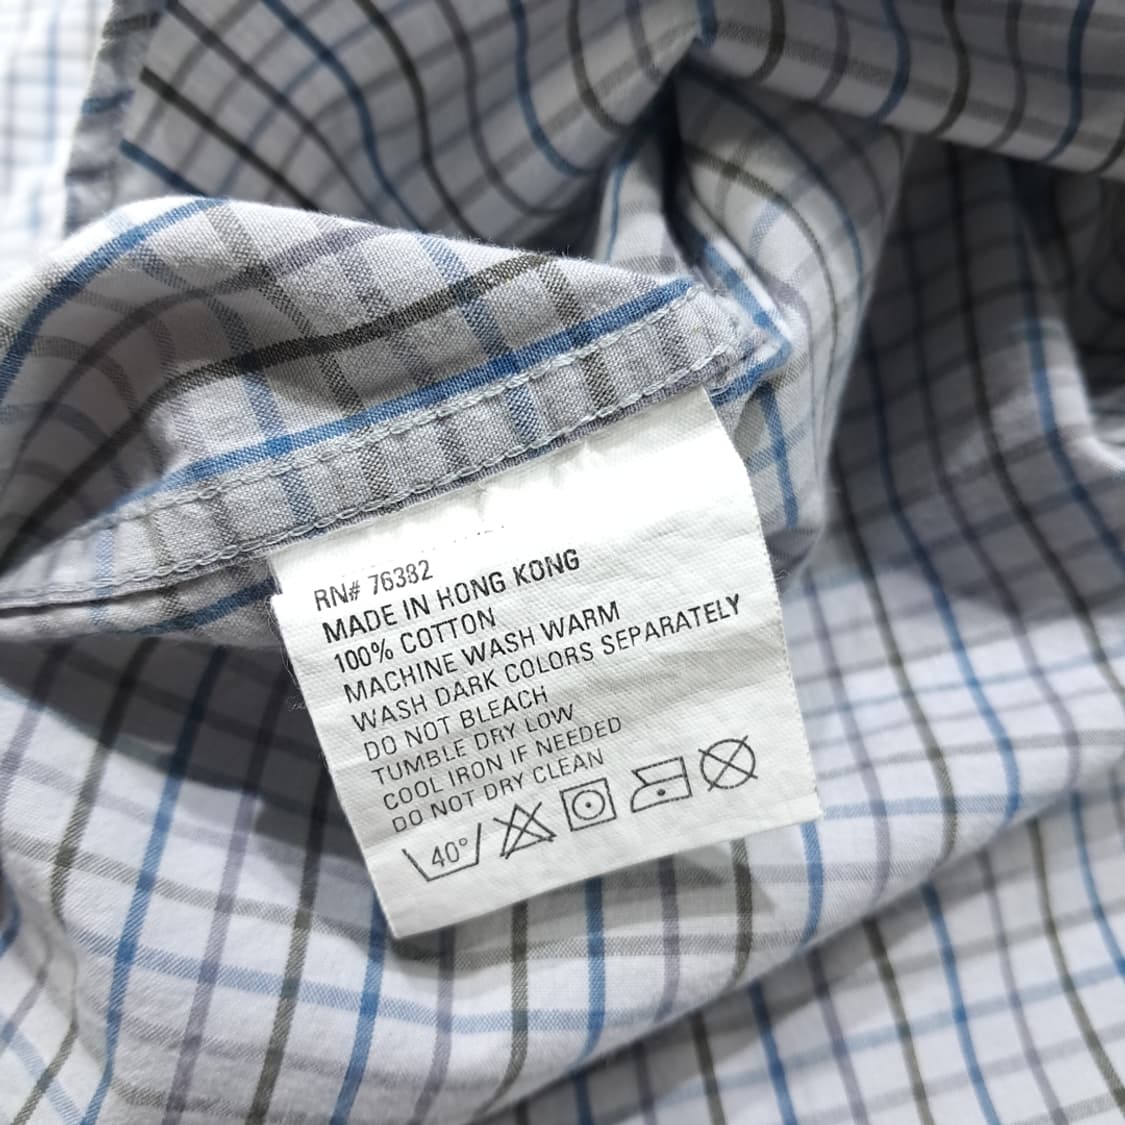 RN# 76382
MADE IN HONG KONG
100% COTTON
MACHINE WASH WARM
WASH DARK COLORS SEPARATELY
DO NOT BLEACH
TUMBLE DRY LOW
COOL IRON IF NEEDED
DO NOT DRY CLEAN
40°